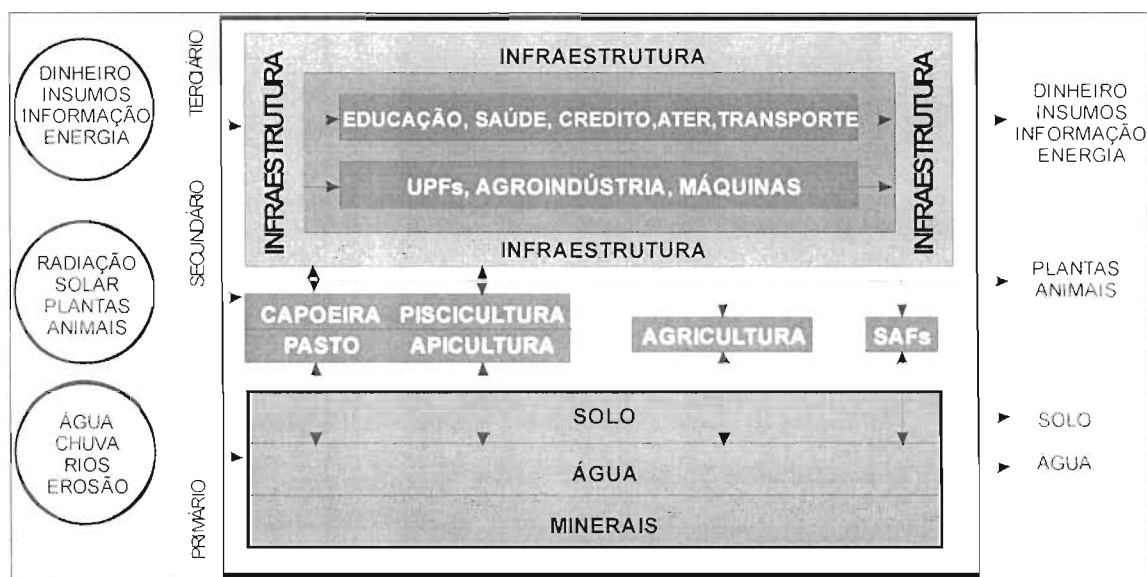 DINHEIRO
INSUMOS
INFORMAÇÃO
ENERGIA
RADIAÇÃO
SOLAR
PLANTAS
ANIMAIS
ÁGUA
CHUVA
RIOS
EROSÃO
TERCIÁRIO
SECUNDÁRIO
PRIMÁRIO
INFRAESTRUTURA
INFRAESTRUTURA
EDUCAÇÃO, SAÚDE, CREDITO,ATER,TRANSPORTE
UPFs, AGROINDÚSTRIA, MÁQUINAS
INFRAESTRUTURA
INFRAESTRUTURA
CAPOEIRA PISCICULTURA
PASTO APICULTURA
AGRICULTURA
SAFs
SOLO
ÁGUA
MINERAIS
DINHEIRO
INSUMOS
INFORMAÇÃO
ENERGIA
PLANTAS
ANIMAIS
SOLO
ÁGUA